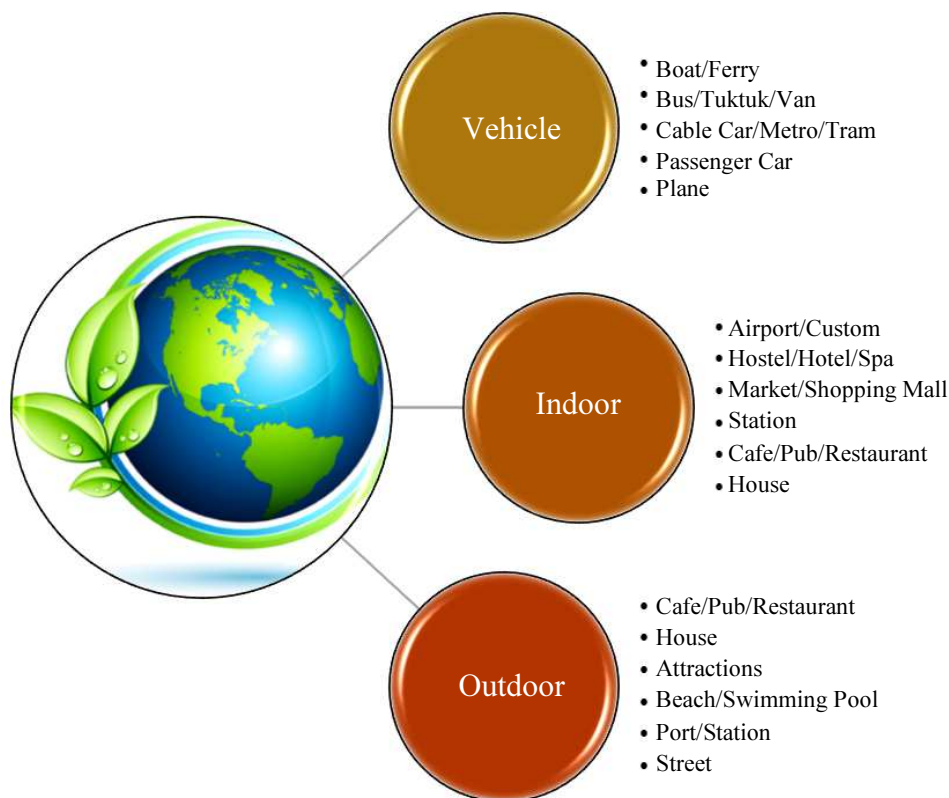 Vehicle
• Boat/Ferry
• Bus/Tuktuk/Van
• Cable Car/Metro/Tram
• Passenger Car
• Plane
Indoor
• Airport/Custom
• Hostel/Hotel/Spa
• Market/Shopping Mall
• Station
• Cafe/Pub/Restaurant
• House
Outdoor
• Cafe/Pub/Restaurant
• House
• Attractions
• Beach/Swimming Pool
• Port/Station
• Street